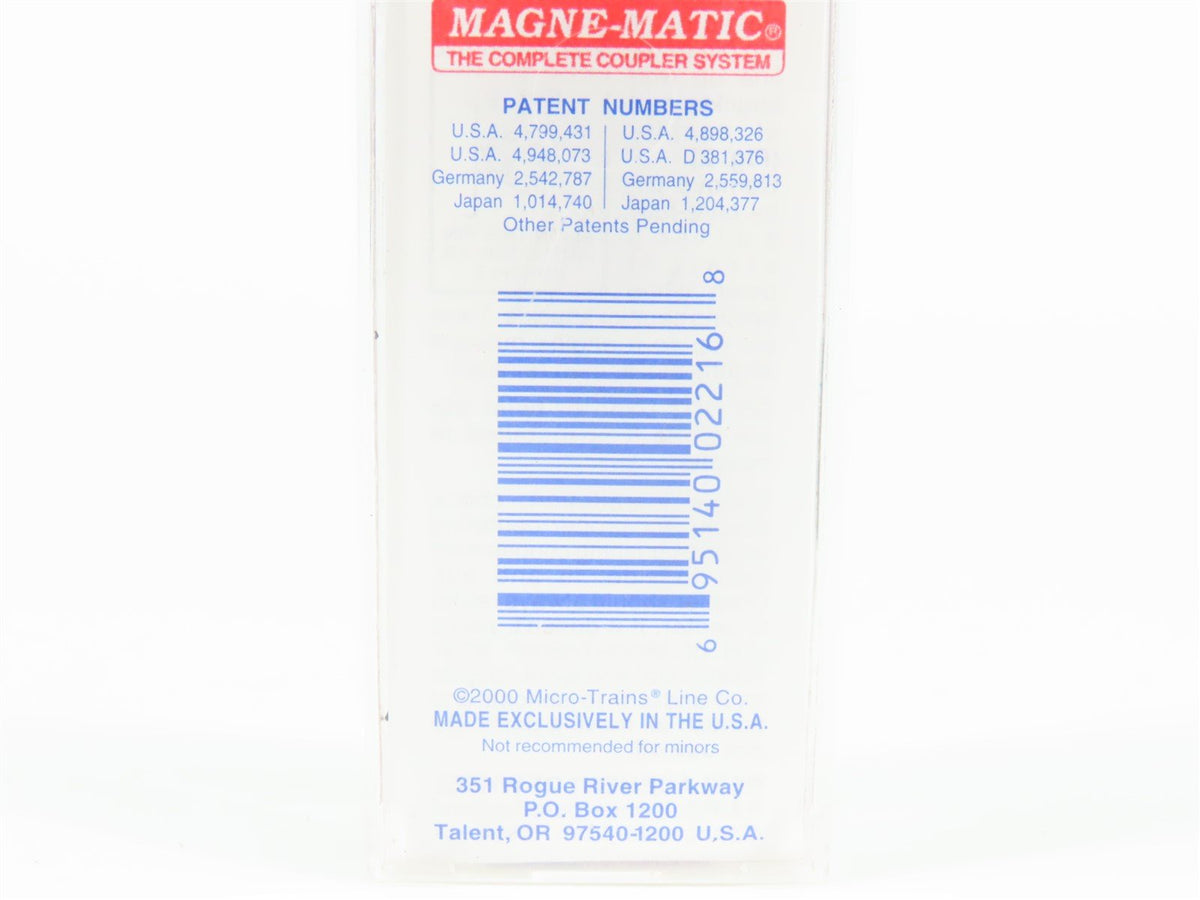 MAGNE-MATIC®
THE COMPLETE COUPLER SYSTEM
PATENT NUMBERS
U.S.A. 4,799,431 | U.S.A. 4,898,326
U.S.A. 4,948,073 | U.S.A. D 381,376
Germany 2,542,787 | Germany 2,559,813
Japan 1,014,740 | Japan 1,204,377
Other Patents Pending
6 95140 02216 8
©2000 Micro-Trains® Line Co.
MADE EXCLUSIVELY IN THE U.S.A.
Not recommended for minors
351 Rogue River Parkway
P.O. Box 1200
Talent, OR 97540-1200 U.S.A.